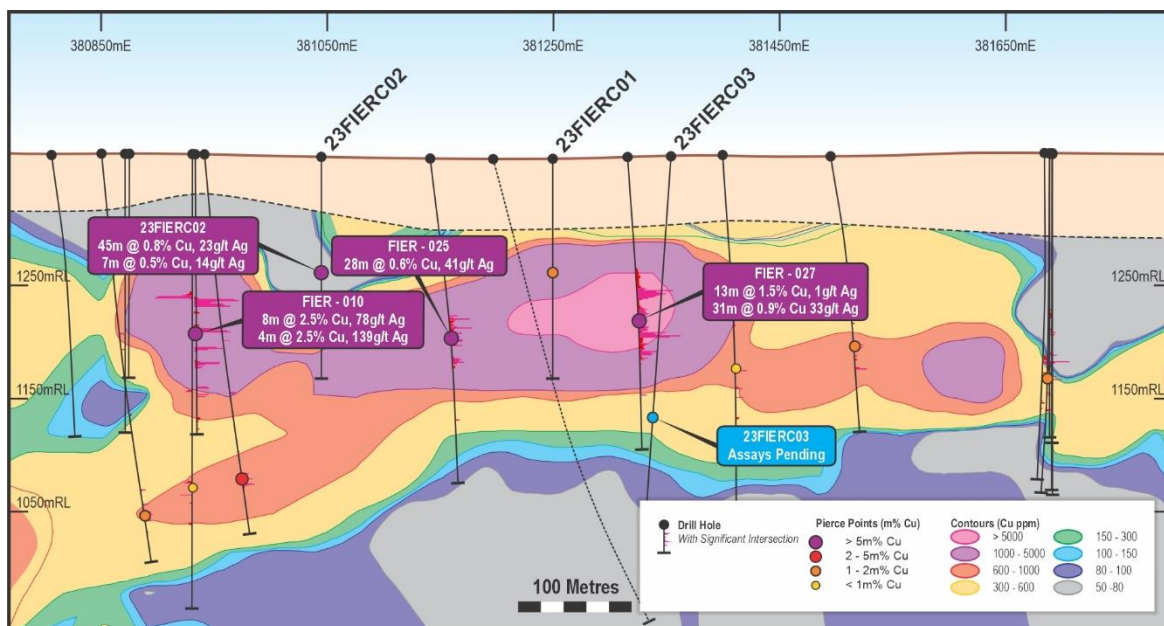 380850mE
381050mE
381250mE
381450mE
381650mE
23FIERC02
23FIERC01
23FIERC03
23FIERC02
45m @ 0.8% Cu, 23g/t Ag
7m @ 0.5% Cu, 14g/t Ag
FIER - 025
28m @ 0.6% Cu, 41g/t Ag
FIER - 027
13m @ 1.5% Cu, 1g/t Ag
31m @ 0.9% Cu 33g/t Ag
FIER - 010
8m @ 2.5% Cu, 78g/t Ag
4m @ 2.5% Cu, 139g/t Ag
1250mRL
1250mRL
1150mRL
1150mRL
23FIERC03
Assays Pending
1050mRL
100 Metres
Drill Hole
With Significant Intersection
Pierce Points (m% Cu)
> 5m% Cu
2 - 5m% Cu
1 - 2m% Cu
< 1m% Cu
Contours (Cu ppm)
> 5000
1000 - 5000
600 - 1000
300 - 600
150 - 300
100 - 150
80 - 100
50 -80